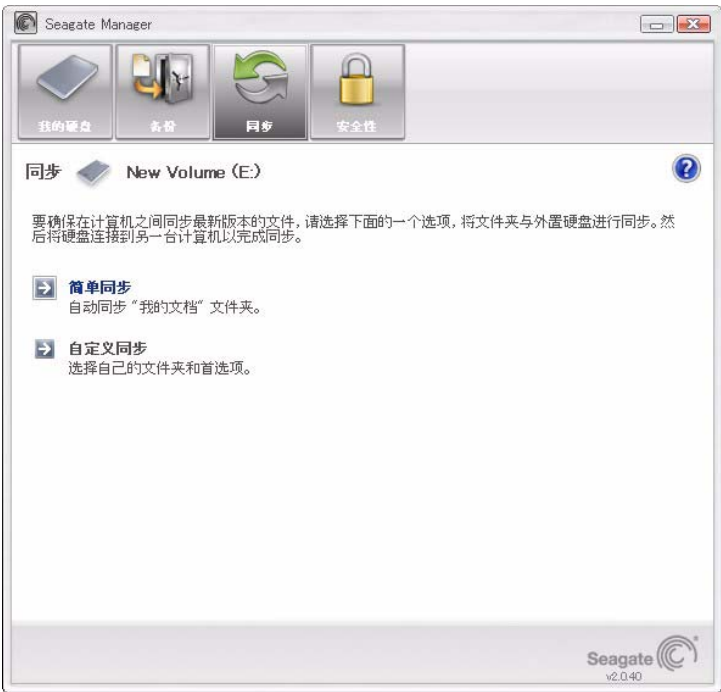 Seagate Manager
我的硬盘 备份 同步 安全性
同步 New Volume (E:)
要确保在计算机之间同步最新版本的文件,请选择下面的一个选项,将文件夹与外置硬盘进行同步。然
后将硬盘连接到另一台计算机以完成同步。
简单同步
自动同步“我的文档”文件夹。
自定义同步
选择自己的文件夹和首选项。
Seagate
v2.0.40